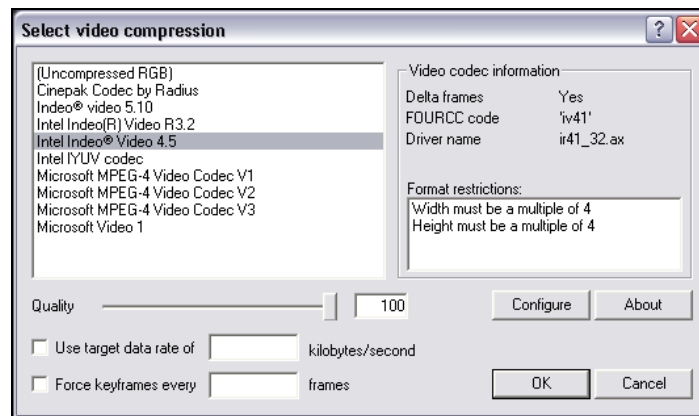 Select video compression
(Uncompressed RGB)
Cinepak Codec by Radius
Indeo® video 5.10
Intel Indeo(R) Video R3.2
Intel Indeo® Video 4.5
Intel IYUV codec
Microsoft MPEG-4 Video Codec V1
Microsoft MPEG-4 Video Codec V2
Microsoft MPEG-4 Video Codec V3
Microsoft Video 1
Video codec information
Delta frames Yes
FOURCC code 'iv41'
Driver name ir41_32.ax
Format restrictions:
Width must be a multiple of 4
Height must be a multiple of 4
Quality 100 Configure About
Use target data rate of kilobytes/second
Force keyframes every frames OK Cancel